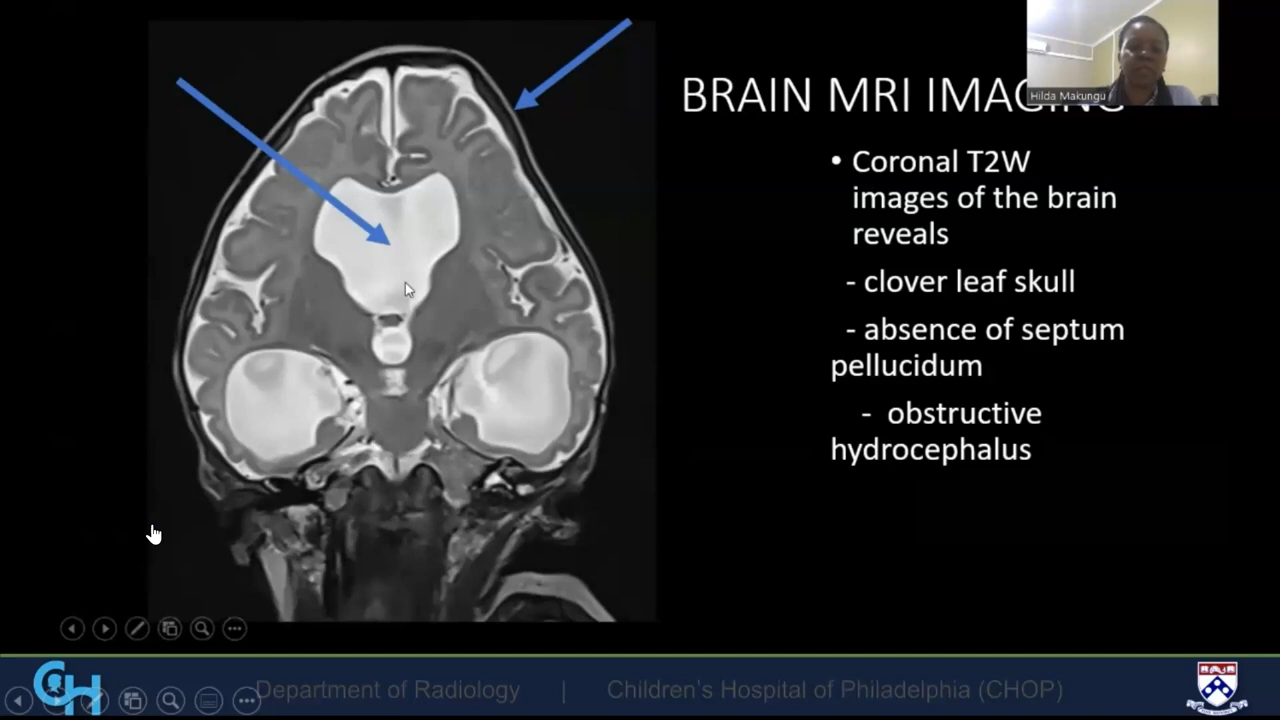 Hilda Makungu
BRAIN MRI IMAGING
• Coronal T2W
images of the brain
reveals
- clover leaf skull
- absence of septum
pellucidum
- obstructive
hydrocephalus
CH
Department of Radiology | Children's Hospital of Philadelphia (CHOP)